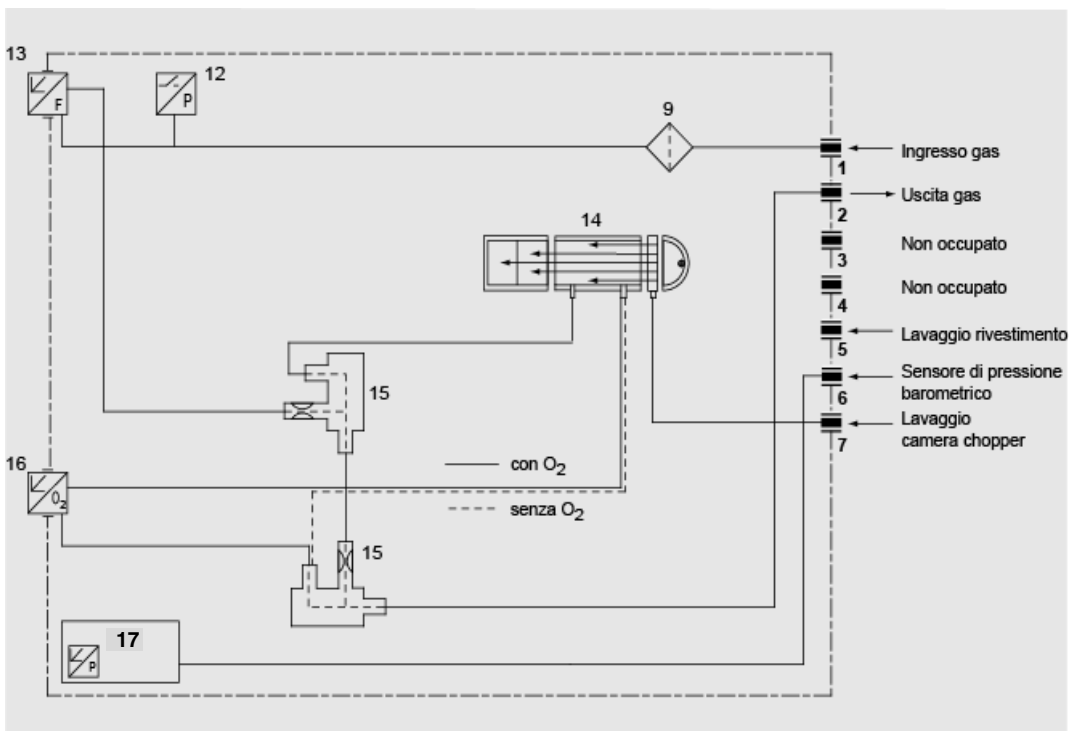 13
F
12
P
9
1
Ingresso gas
2
Uscita gas
14
3
Non occupato
4
Non occupato
5
Lavaggio rivestimento
6
Sensore di pressione
barometrico
15
7
Lavaggio
camera chopper
16
O2
con O2
senza O2
15
17
P